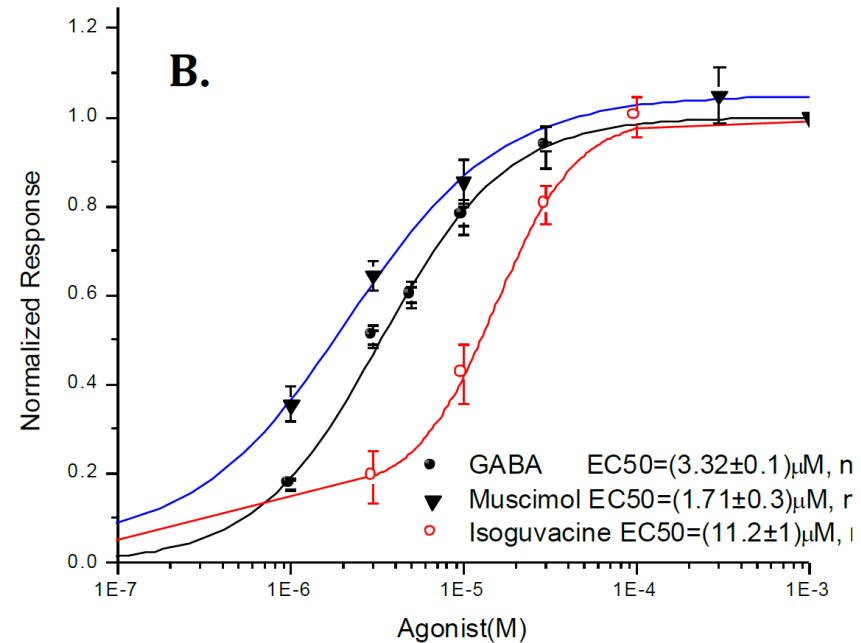 B.
1.2
1.0
0.8
0.6
0.4
0.2
0.0
Normalized Response
GABA EC50=(3.32±0.1)µM, n
Muscimol EC50=(1.71±0.3)µM,
Isoguvacine EC50=(11.2±1)µM,
1E-7 1E-6 1E-5 1E-4 1E-3
Agonist(M)